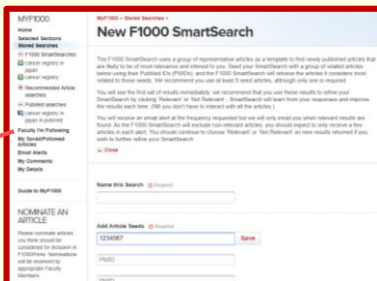 MYF1000
Home
Selected Sections
Stored Searches
F1000 SmartSearches
cancer registry in
japan
cancer registry
Recommended Article
searches
Pubmed searches
cancer registry in
japan in pubmed
Faculty I'm Following
My Saved/Followed
Articles
Email Alerts
My Comments
My Details
Guide to MyF1000
NOMINATE AN
ARTICLE
Please nominate articles
you think should be
considered for inclusion in
F1000Prime. Nominations
will be reviewed by
appropriate Faculty
Members.
MyF1000 » Stored Searches »
New F1000 SmartSearch
The F1000 SmartSearch uses a group of representative articles as a template to find newly published articles that
are likely to be of most relevance and interest to you. Seed your SmartSearch with a group of related articles
below using their Pubmed IDs (PMIDs), and the F1000 SmartSearch will retrieve the articles it considers most
related to those seeds. We recommend you use at least 5 seed articles, although only one is required.
You will see the first set of results immediately: we recommend that you use these results to refine your
SmartSearch by clicking 'Relevant' or 'Not Relevant' - SmartSearch will learn from your responses and improve
the results each time. (NB you don't have to interact with all the articles.)
You will receive an email alert at the frequency requested but we will only email you when relevant results are
found. As the F1000 SmartSearch will exclude non-relevant articles, you should expect to only receive a few
articles in each alert. You should continue to choose 'Relevant' or 'Not Relevant' on new results returned if you
wish to further refine your SmartSearch.
Close
Name this Search Required
Add Article Seeds Required
1234567
Save
PMID
PMID